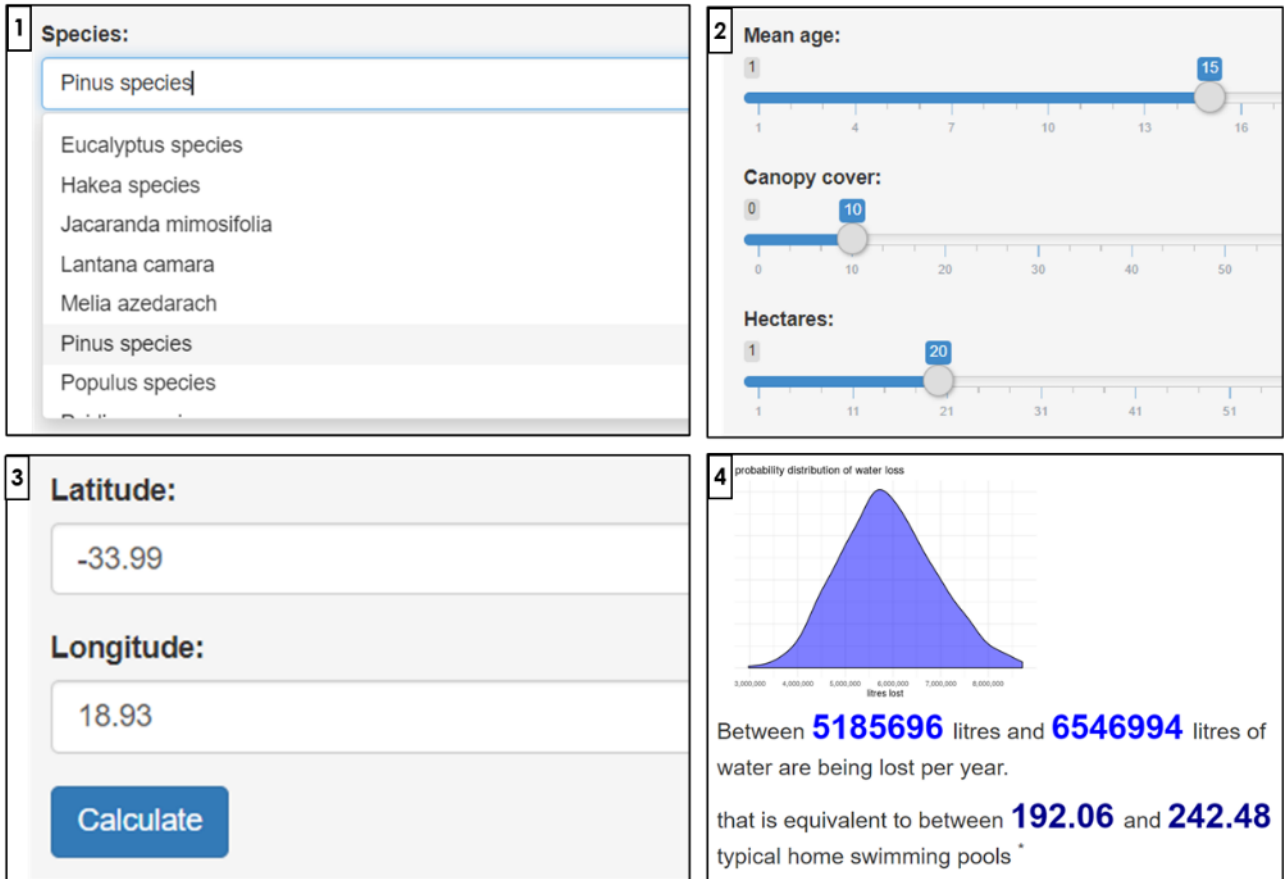 1
Species:
Pinus species
Eucalyptus species
Hakea species
Jacaranda mimosifolia
Lantana camara
Melia azedarach
Pinus species
Populus species
2
Mean age:
1 15
1 4 7 10 13 16
Canopy cover:
0 10
0 10 20 30 40 50
Hectares:
1 20
1 11 21 31 41 51
3
Latitude:
-33.99
Longitude:
18.93
Calculate
4
probability distribution of water loss
3,000,000 4,000,000 5,000,000 6,000,000 7,000,000 8,000,000
litres lost
Between 5185696 litres and 6546994 litres of
water are being lost per year.
that is equivalent to between 192.06 and 242.48
typical home swimming pools *